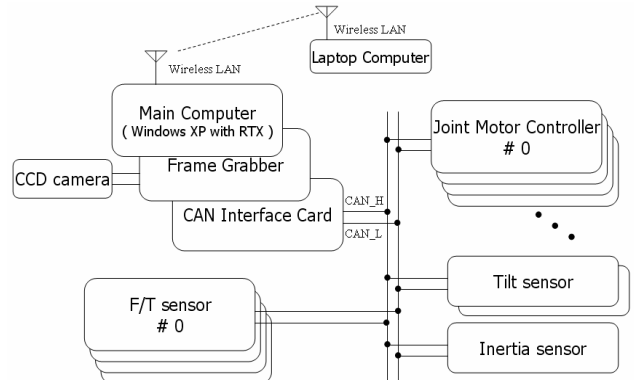 Wireless LAN
Laptop Computer
Wireless LAN
Main Computer
( Windows XP with RTX )
Frame Grabber
CCD camera
CAN Interface Card
CAN_H
CAN_L
Joint Motor Controller
# 0
Tilt sensor
F/T sensor
# 0
Inertia sensor